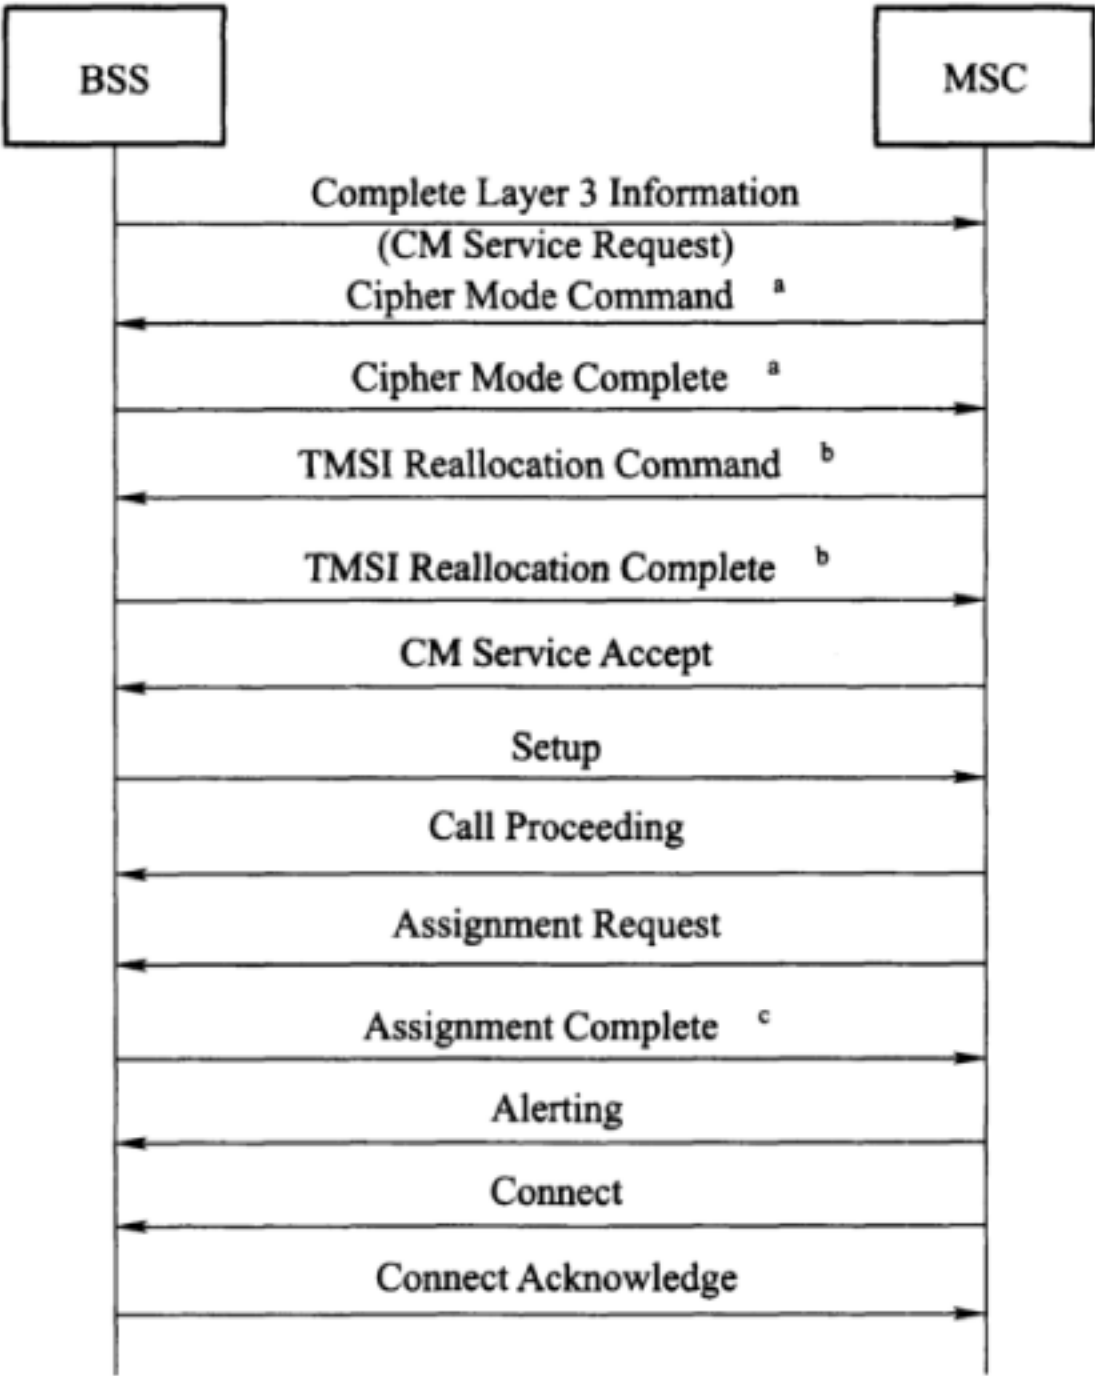 BSS
MSC
Complete Layer 3 Information
(CM Service Request)
Cipher Mode Command a
Cipher Mode Complete a
TMSI Reallocation Command b
TMSI Reallocation Complete b
CM Service Accept
Setup
Call Proceeding
Assignment Request
Assignment Complete c
Alerting
Connect
Connect Acknowledge